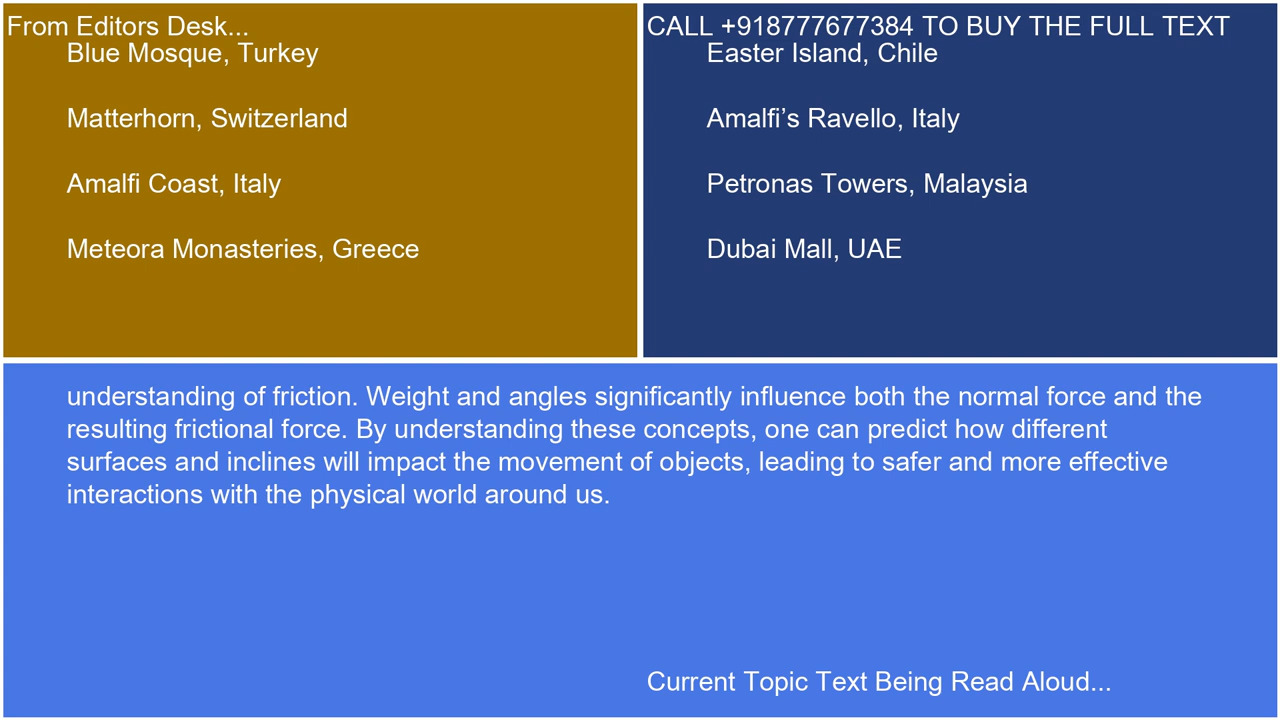 From Editors Desk...
Blue Mosque, Turkey
Matterhorn, Switzerland
Amalfi Coast, Italy
Meteora Monasteries, Greece
CALL +918777677384 TO BUY THE FULL TEXT
Easter Island, Chile
Amalfi’s Ravello, Italy
Petronas Towers, Malaysia
Dubai Mall, UAE
understanding of friction. Weight and angles significantly influence both the normal force and the
resulting frictional force. By understanding these concepts, one can predict how different
surfaces and inclines will impact the movement of objects, leading to safer and more effective
interactions with the physical world around us.
Current Topic Text Being Read Aloud...